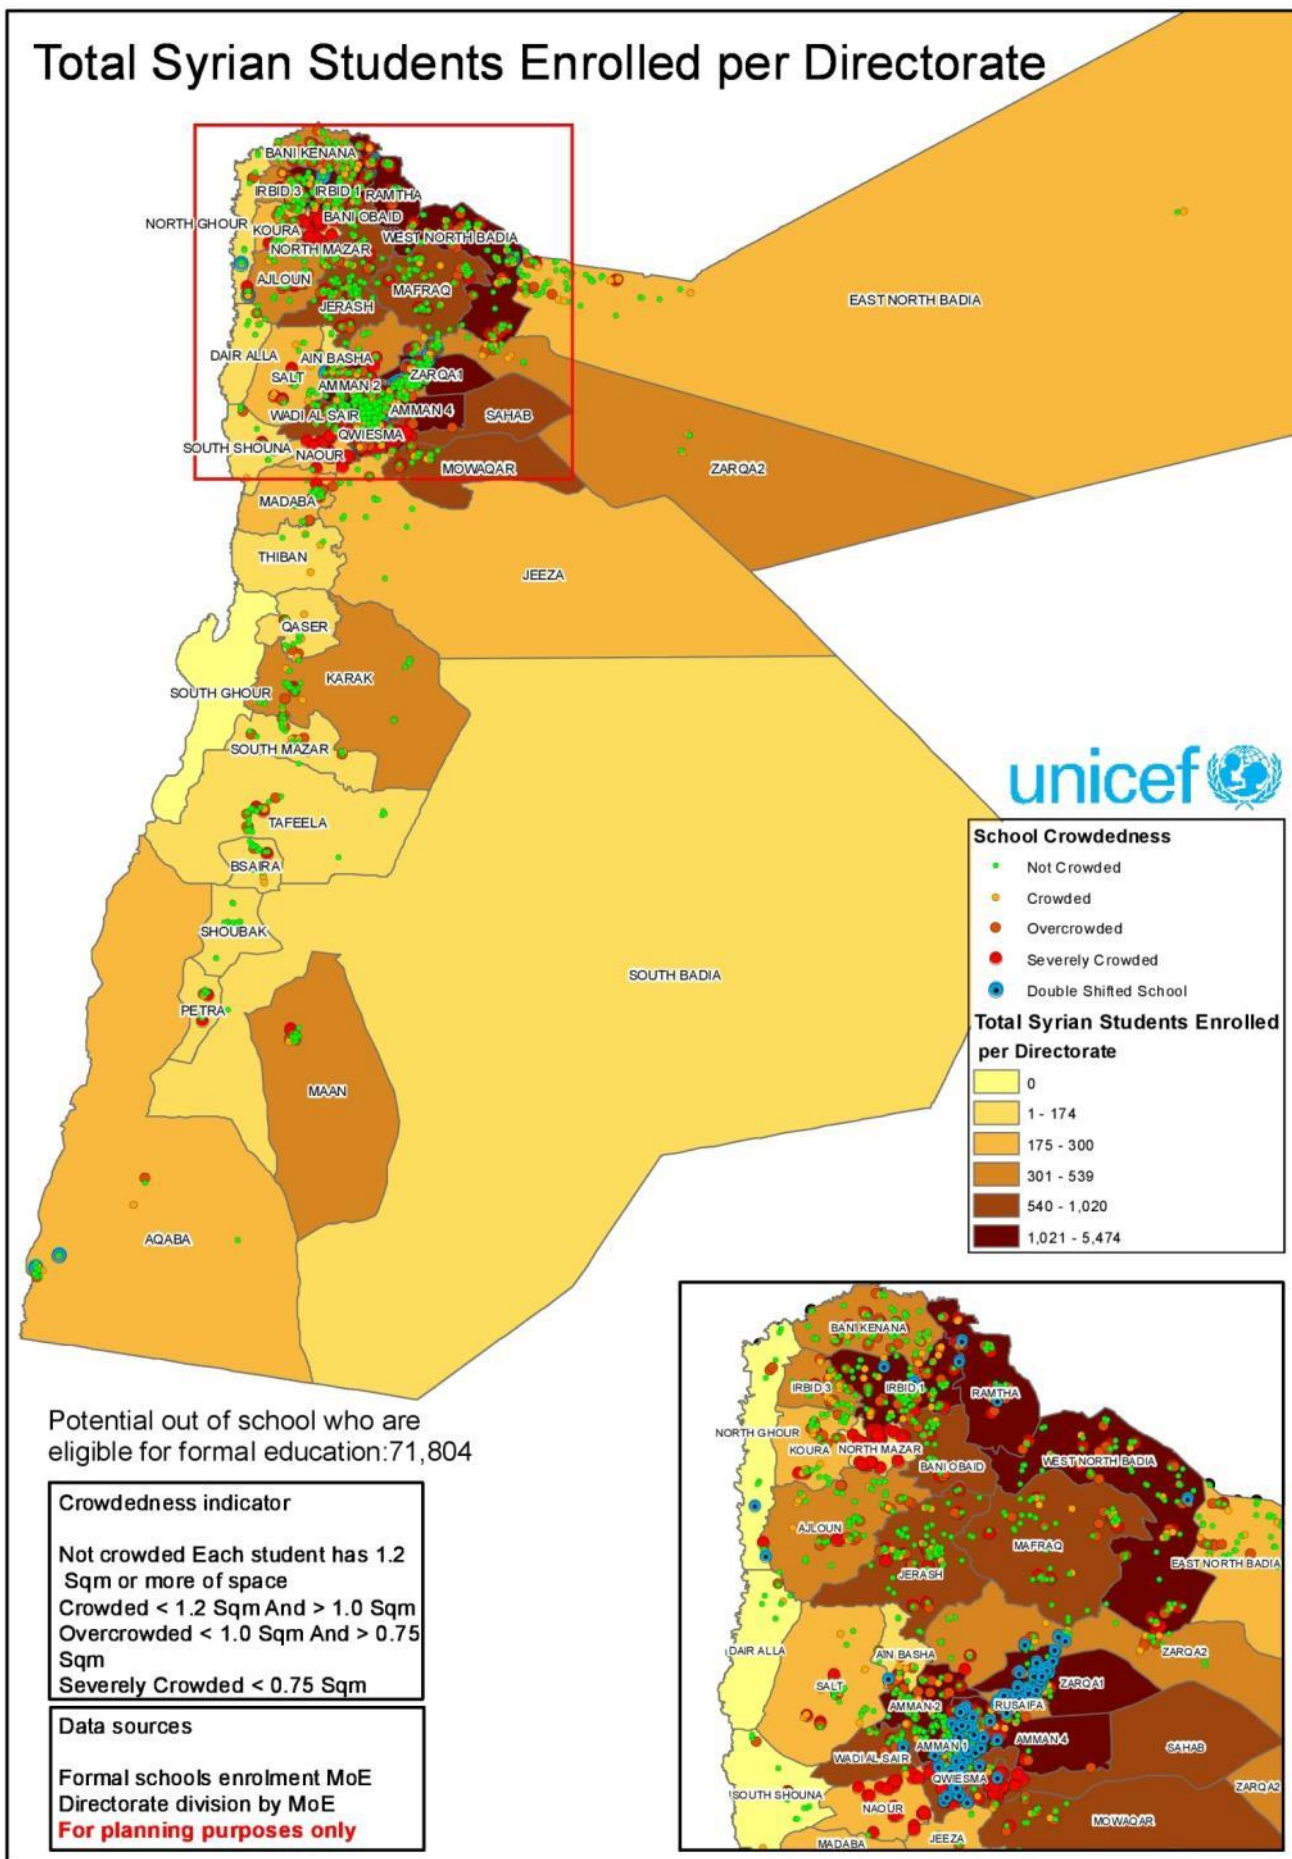 Total Syrian Students Enrolled per Directorate
BANI KENANA
IRBID 3
IRBID 1
RAMTHA
NORTH GHOUR
KOURA
BANI OBAID
WEST NORTH BADIA
NORTH MAZAR
AJLOUN
MAFRAQ
JERASH
EAST NORTH BADIA
DAIR ALLA
AIN BASHA
SALT
AMMAN 2
ZARQA1
WADI AL SAIR
AMMAN 4
SAHAB
QWIESMA
SOUTH SHOUNA
NAOUR
MOWAQAR
ZARQA2
MADABA
THIBAN
JEEZA
QASER
KARAK
SOUTH GHOUR
SOUTH MAZAR
TAFEELA
BSAIRA
SHOUBAK
SOUTH BADIA
PETRA
MAAN
AQABA
unicef
School Crowdedness
Not Crowded
Crowded
Overcrowded
Severely Crowded
Double Shifted School
Total Syrian Students Enrolled
per Directorate
0
1 - 174
175 - 300
301 - 539
540 - 1,020
1,021 - 5,474
BANI KENANA
IRBID 3
IRBID 1
RAMTHA
NORTH GHOUR
KOURA
NORTH MAZAR
BANI OBAID
WEST NORTH BADIA
AJLOUN
MAFRAQ
JERASH
EAST NORTH BADIA
DAIR ALLA
AIN BASHA
ZARQA2
SALT
ZARQA1
AMMAN 2
RUSAIFA
WADI AL SAIR
AMMAN 1
AMMAN 4
SAHAB
QWIESMA
ZARQA2
SOUTH SHOUNA
NAOUR
MOWAQAR
MADABA
JEEZA
Potential out of school who are
eligible for formal education:71,804
Crowdedness indicator
Not crowded Each student has 1.2
Sqm or more of space
Crowded < 1.2 Sqm And > 1.0 Sqm
Overcrowded < 1.0 Sqm And > 0.75
Sqm
Severely Crowded < 0.75 Sqm
Data sources
Formal schools enrolment MoE
Directorate division by MoE
For planning purposes only